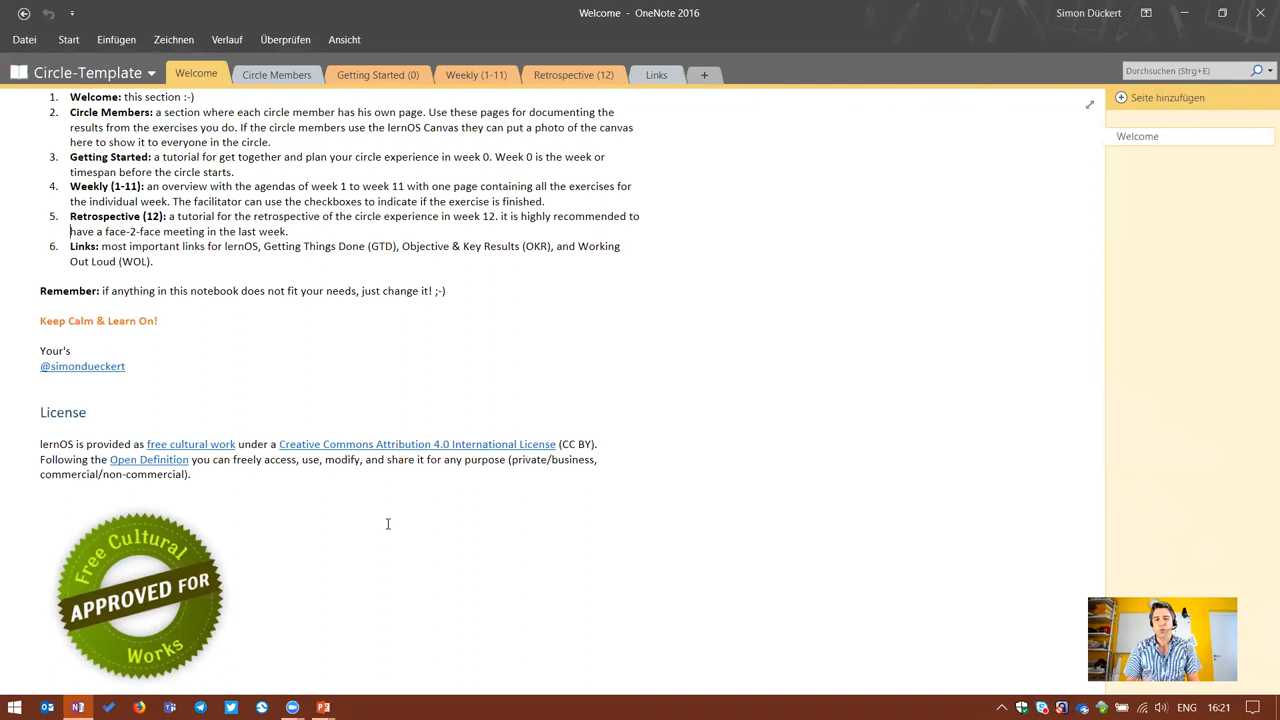 Welcome - OneNote 2016
Simon Dückert
Datei Start Einfügen Zeichnen Verlauf Überprüfen Ansicht
Circle-Template
Welcome Circle Members Getting Started (0) Weekly (1-11) Retrospective (12) Links +
Durchsuchen (Strg+E)
1. Welcome: this section :-)
2. Circle Members: a section where each circle member has his own page. Use these pages for documenting the
results from the exercises you do. If the circle members use the lernOS Canvas they can put a photo of the canvas
here to show it to everyone in the circle.
3. Getting Started: a tutorial for get together and plan your circle experience in week 0. Week 0 is the week or
timespan before the circle starts.
4. Weekly (1-11): an overview with the agendas of week 1 to week 11 with one page containing all the exercises for
the individual week. The facilitator can use the checkboxes to indicate if the exercise is finished.
5. Retrospective (12): a tutorial for the retrospective of the circle experience in week 12. it is highly recommended to
have a face-2-face meeting in the last week.
6. Links: most important links for lernOS, Getting Things Done (GTD), Objective & Key Results (OKR), and Working
Out Loud (WOL).
Remember: if anything in this notebook does not fit your needs, just change it! ;-)
Keep Calm & Learn On!
Your's
@simondueckert
License
lernOS is provided as free cultural work under a Creative Commons Attribution 4.0 International License (CC BY).
Following the Open Definition you can freely access, use, modify, and share it for any purpose (private/business,
commercial/non-commercial).
Free Cultural
APPROVED FOR
Works
Seite hinzufügen
Welcome
ENG 16:21